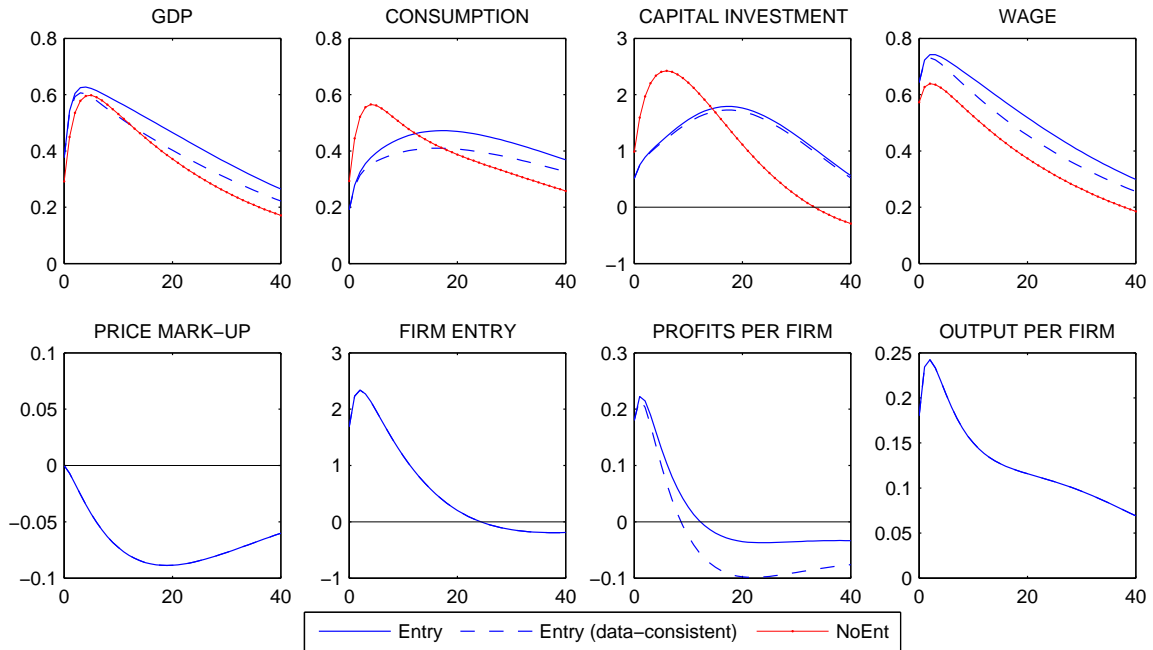 GDP
0.8
0.6
0.4
0.2
0
0 20 40
CONSUMPTION
0.8
0.6
0.4
0.2
0
0 20 40
CAPITAL INVESTMENT
3
2
1
0
−1
0 20 40
WAGE
0.8
0.6
0.4
0.2
0
0 20 40
PRICE MARK−UP
0.1
0.05
0
−0.05
−0.1
0 20 40
FIRM ENTRY
3
2
1
0
−1
0 20 40
PROFITS PER FIRM
0.3
0.2
0.1
0
−0.1
0 20 40
OUTPUT PER FIRM
0.25
0.2
0.15
0.1
0.05
0
0 20 40
Entry Entry (data−consistent) NoEnt